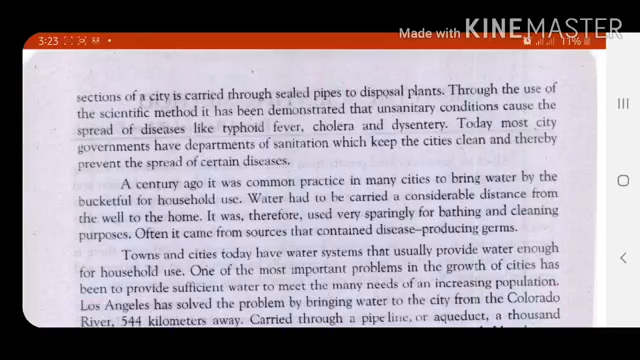 Made with KINEMASTER
3:23
11%
sections of a city is carried through sealed pipes to disposal plants. Through the use of
the scientific method it has been demonstrated that unsanitary conditions cause the
spread of diseases like typhoid fever, cholera and dysentery. Today most city
governments have departments of sanitation which keep the cities clean and thereby
prevent the spread of certain diseases.
A century ago it was common practice in many cities to bring water by the
bucketful for household use. Water had to be carried a considerable distance from
the well to the home. It was, therefore, used very sparingly for bathing and cleaning
purposes. Often it came from sources that contained disease-producing germs.
Towns and cities today have water systems that usually provide water enough
for household use. One of the most important problems in the growth of cities has
been to provide sufficient water to meet the many needs of an increasing population.
Los Angeles has solved the problem by bringing water to the city from the Colorado
River, 544 kilometers away. Carried through a pipe line, or aqueduct, a thousand